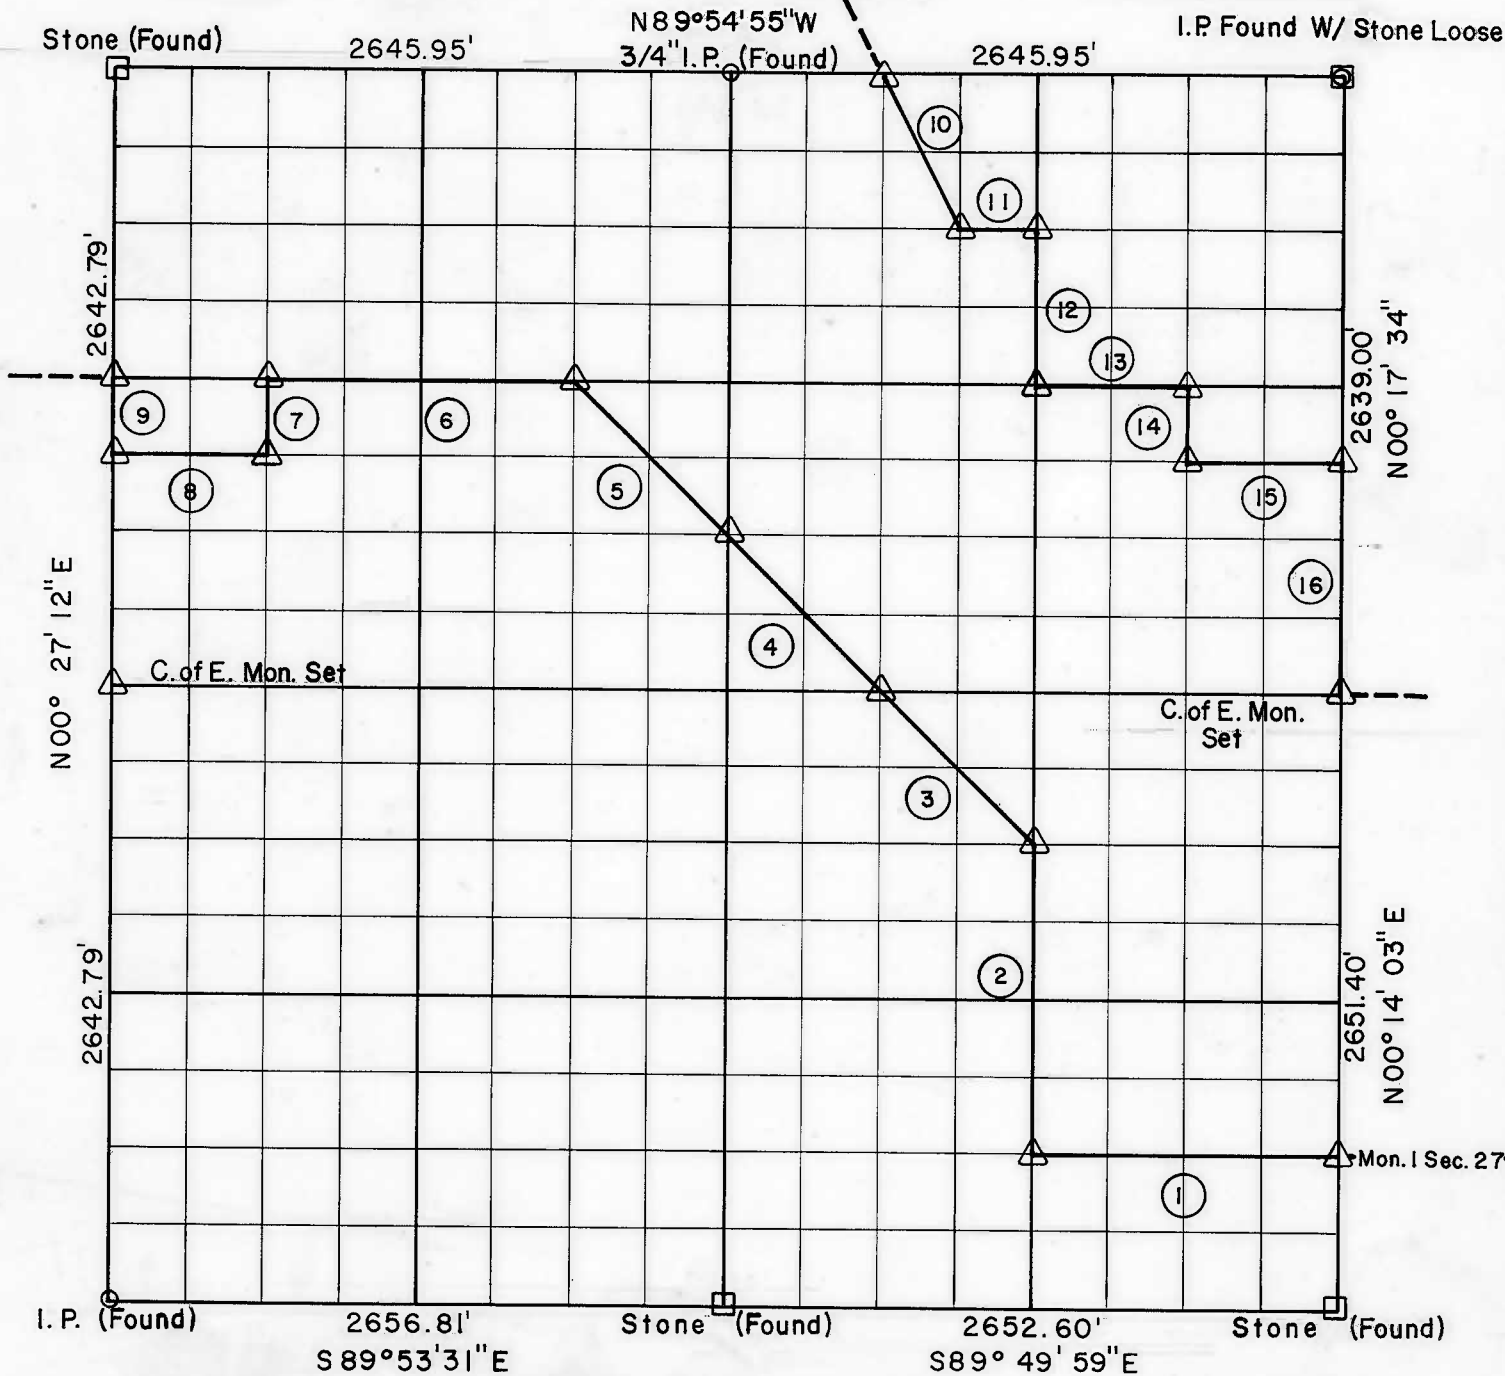 N89°54'55"W
I.P. Found W/ Stone Loose
Stone (Found)
2645.95'
3/4" I.P. (Found)
2645.95'
10
11
2642.79'
12
13
2639.00'
N00° 17' 34"
9
7
6
14
8
5
15
16
N00° 27' 12" E
4
C. of E. Mon. Set
C. of E. Mon.
Set
3
2
2642.79'
2651.40'
N00° 14' 03" E
Mon. 1 Sec. 27
1
I. P. (Found)
2656.81'
Stone (Found)
2652.60'
Stone (Found)
S89°53'31"E
S89° 49' 59"E